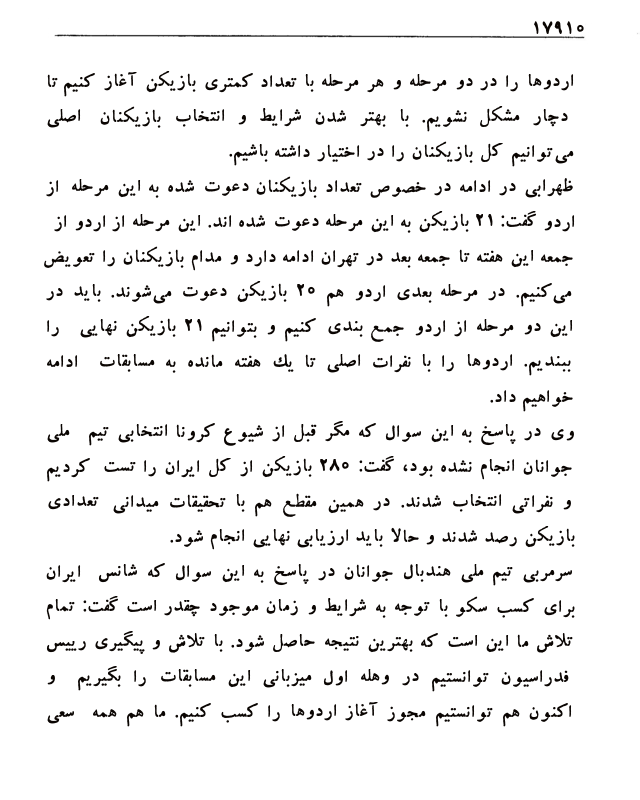 ۱۷۹۱۰
اردوها را در دو مرحله و هر مرحله با تعداد کمتری بازیکن آغاز کنیم تا
دچار مشکل نشویم. با بهتر شدن شرایط و انتخاب بازیکنان اصلی
می‌توانیم کل بازیکنان را در اختیار داشته باشیم.
ظهرابی در ادامه در خصوص تعداد بازیکنان دعوت شده به این مرحله از
اردو گفت: ۲۱ بازیکن به این مرحله دعوت شده اند. این مرحله از اردو از
جمعه این هفته تا جمعه بعد در تهران ادامه دارد و مدام بازیکنان را تعویض
می‌کنیم. در مرحله بعدی اردو هم ۲۵ بازیکن دعوت می‌شوند. باید در
این دو مرحله از اردو جمع بندی کنیم و بتوانیم ۲۱ بازیکن نهایی را
ببندیم. اردوها را با نفرات اصلی تا یك هفته مانده به مسابقات ادامه
خواهیم داد.
وی در پاسخ به این سوال که مگر قبل از شیوع کرونا انتخابی تیم ملی
جوانان انجام نشده بود، گفت: ۲۸۰ بازیکن از کل ایران را تست کردیم
و نفراتی انتخاب شدند. در همین مقطع هم با تحقیقات میدانی تعدادی
بازیکن رصد شدند و حالا باید ارزیابی نهایی انجام شود.
سرمربی تیم ملی هندبال جوانان در پاسخ به این سوال که شانس ایران
برای کسب سکو با توجه به شرایط و زمان موجود چقدر است گفت: تمام
تلاش ما این است که بهترین نتیجه حاصل شود. با تلاش و پیگیری رییس
فدراسیون توانستیم در وهله اول میزبانی این مسابقات را بگیریم و
اکنون هم توانستیم مجوز آغاز اردوها را کسب کنیم. ما هم همه سعی